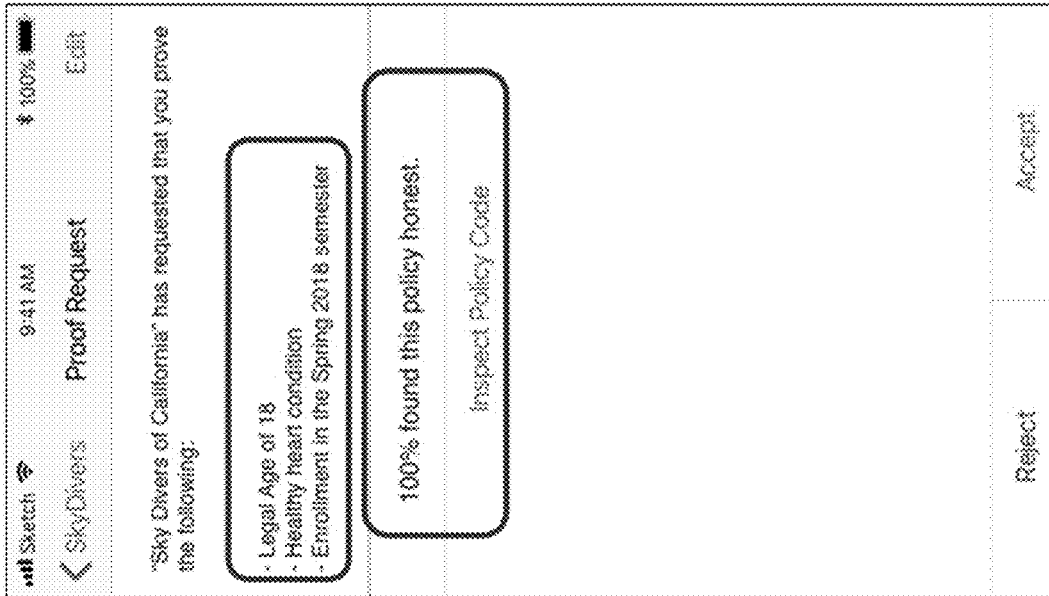 Sketch 9:41 AM 100%
SkyDivers Proof Request Edit
"Sky Divers of California" has requested that you prove
the following:
- Legal Age of 18
- Healthy heart condition
- Enrollment in the Spring 2018 semester
100% found this policy honest.
Inspect Policy Code
Reject Accept